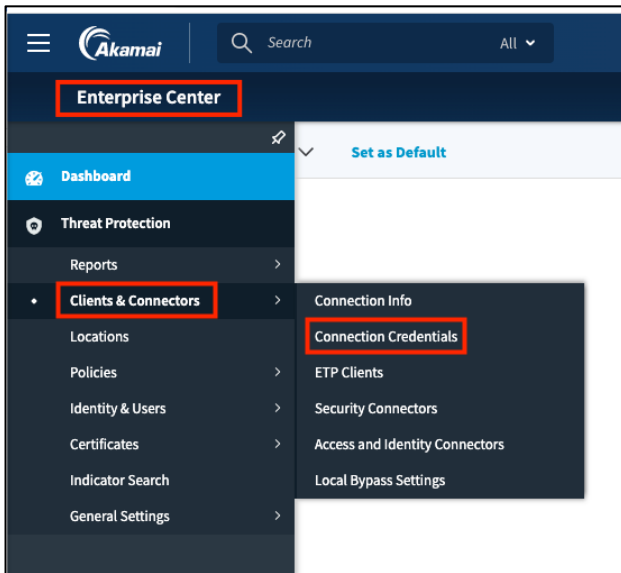 Akamai
Search
All
Enterprise Center
Set as Default
Dashboard
Threat Protection
Reports
Clients & Connectors
Locations
Policies
Identity & Users
Certificates
Indicator Search
General Settings
Connection Info
Connection Credentials
ETP Clients
Security Connectors
Access and Identity Connectors
Local Bypass Settings